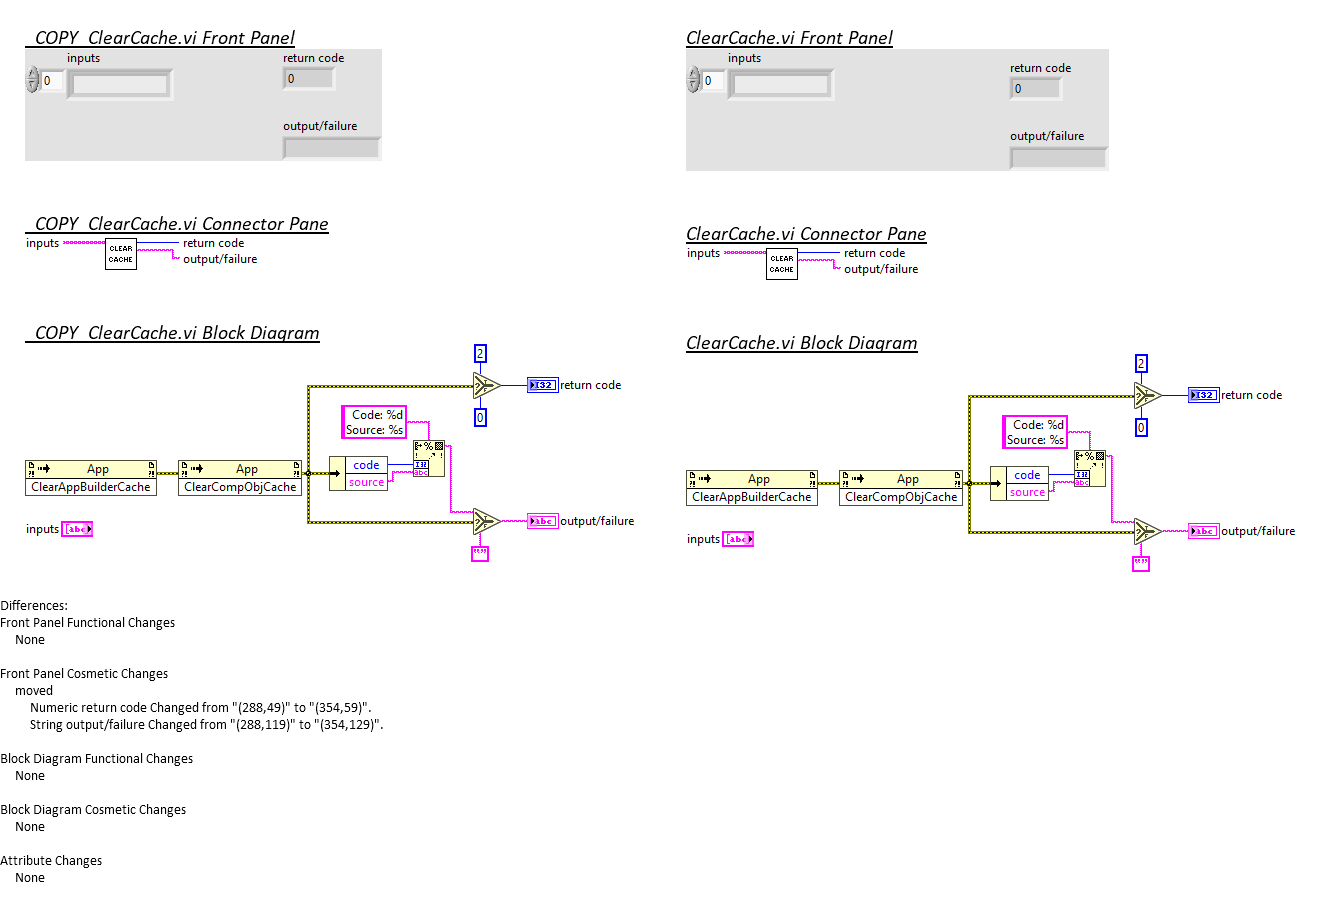 _COPY_ClearCache.vi Front Panel
inputs
return code
0
0
output/failure
_COPY_ClearCache.vi Connector Pane
inputs
CLEAR
CACHE
return code
output/failure
_COPY_ClearCache.vi Block Diagram
2
I32 return code
0
Code: %d
Source: %s
%
App
ClearAppBuilderCache
App
ClearCompObjCache
code
source
I32
abc
inputs [abc]
abc output/failure
""
ClearCache.vi Front Panel
inputs
return code
0
0
output/failure
ClearCache.vi Connector Pane
inputs
CLEAR
CACHE
return code
output/failure
ClearCache.vi Block Diagram
2
I32 return code
0
Code: %d
Source: %s
%
App
ClearAppBuilderCache
App
ClearCompObjCache
code
source
I32
abc
inputs [abc]
abc output/failure
""
Differences:
Front Panel Functional Changes
None
Front Panel Cosmetic Changes
moved
Numeric return code Changed from "(288,49)" to "(354,59)".
String output/failure Changed from "(288,119)" to "(354,129)".
Block Diagram Functional Changes
None
Block Diagram Cosmetic Changes
None
Attribute Changes
None